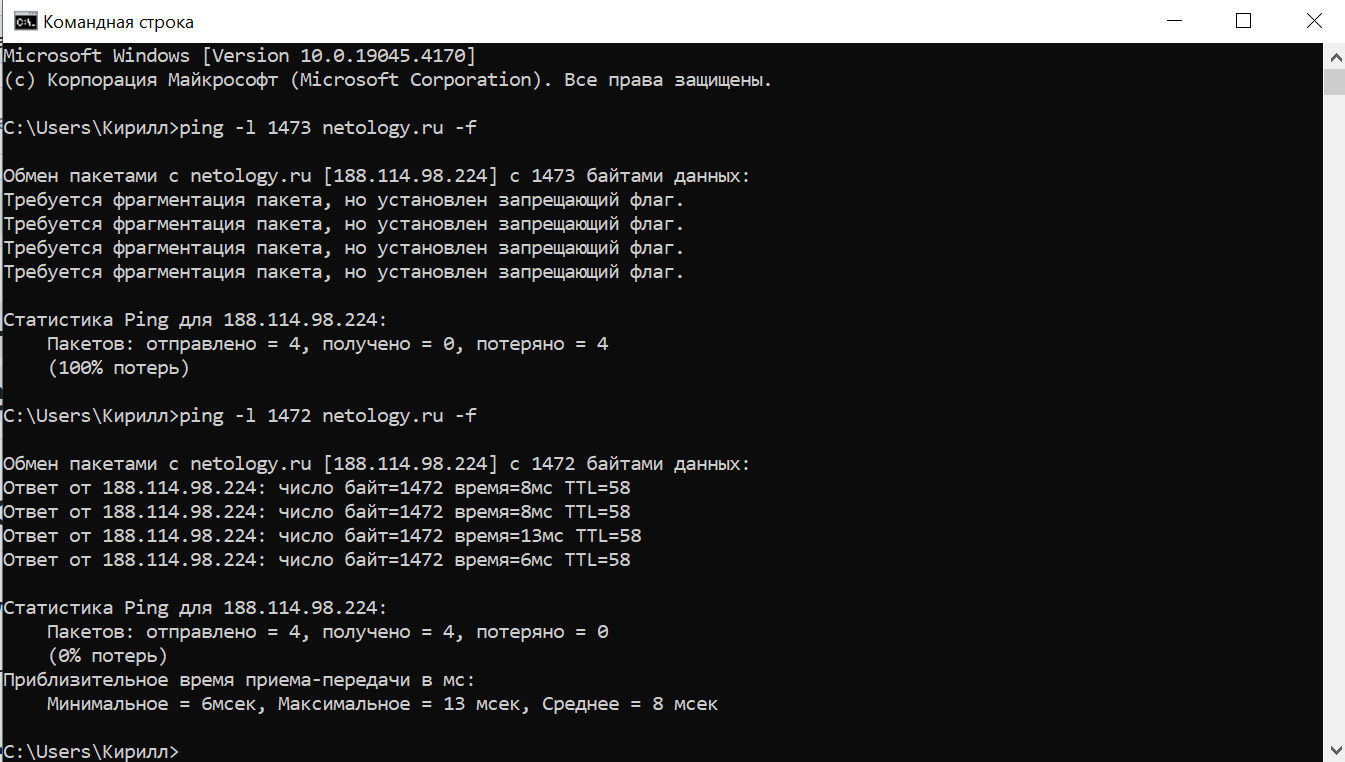 Командная строка
Microsoft Windows [Version 10.0.19045.4170]
(c) Корпорация Майкрософт (Microsoft Corporation). Все права защищены.
C:\Users\Кирилл>ping -l 1473 netology.ru -f
Обмен пакетами с netology.ru [188.114.98.224] с 1473 байтами данных:
Требуется фрагментация пакета, но установлен запрещающий флаг.
Требуется фрагментация пакета, но установлен запрещающий флаг.
Требуется фрагментация пакета, но установлен запрещающий флаг.
Требуется фрагментация пакета, но установлен запрещающий флаг.
Статистика Ping для 188.114.98.224:
    Пакетов: отправлено = 4, получено = 0, потеряно = 4
    (100% потерь)
C:\Users\Кирилл>ping -l 1472 netology.ru -f
Обмен пакетами с netology.ru [188.114.98.224] с 1472 байтами данных:
Ответ от 188.114.98.224: число байт=1472 время=8мс TTL=58
Ответ от 188.114.98.224: число байт=1472 время=8мс TTL=58
Ответ от 188.114.98.224: число байт=1472 время=13мс TTL=58
Ответ от 188.114.98.224: число байт=1472 время=6мс TTL=58
Статистика Ping для 188.114.98.224:
    Пакетов: отправлено = 4, получено = 4, потеряно = 0
    (0% потерь)
Приблизительное время приема-передачи в мс:
    Минимальное = 6мсек, Максимальное = 13 мсек, Среднее = 8 мсек
C:\Users\Кирилл>